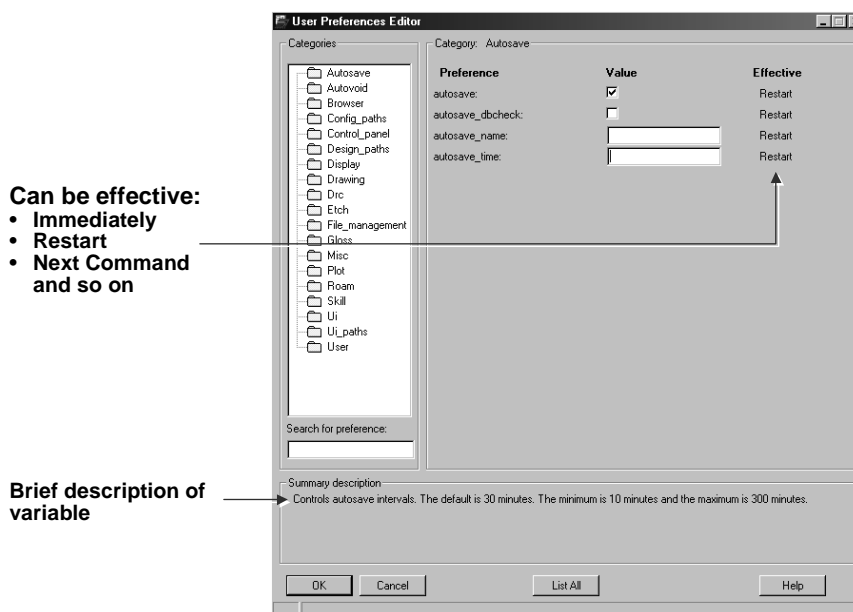 User Preferences Editor
Categories
Autosave
Autovoid
Browser
Config_paths
Control_panel
Design_paths
Display
Drawing
Drc
Etch
File_management
Gloss
Misc
Plot
Roam
Skill
Ui
Ui_paths
User
Search for preference:
Category: Autosave
Preference Value Effective
autosave: Restart
autosave_dbcheck: Restart
autosave_name: Restart
autosave_time: Restart
Can be effective:
• Immediately
• Restart
• Next Command
and so on
Brief description of
variable
Summary description
Controls autosave intervals. The default is 30 minutes. The minimum is 10 minutes and the maximum is 300 minutes.
OK Cancel List All Help